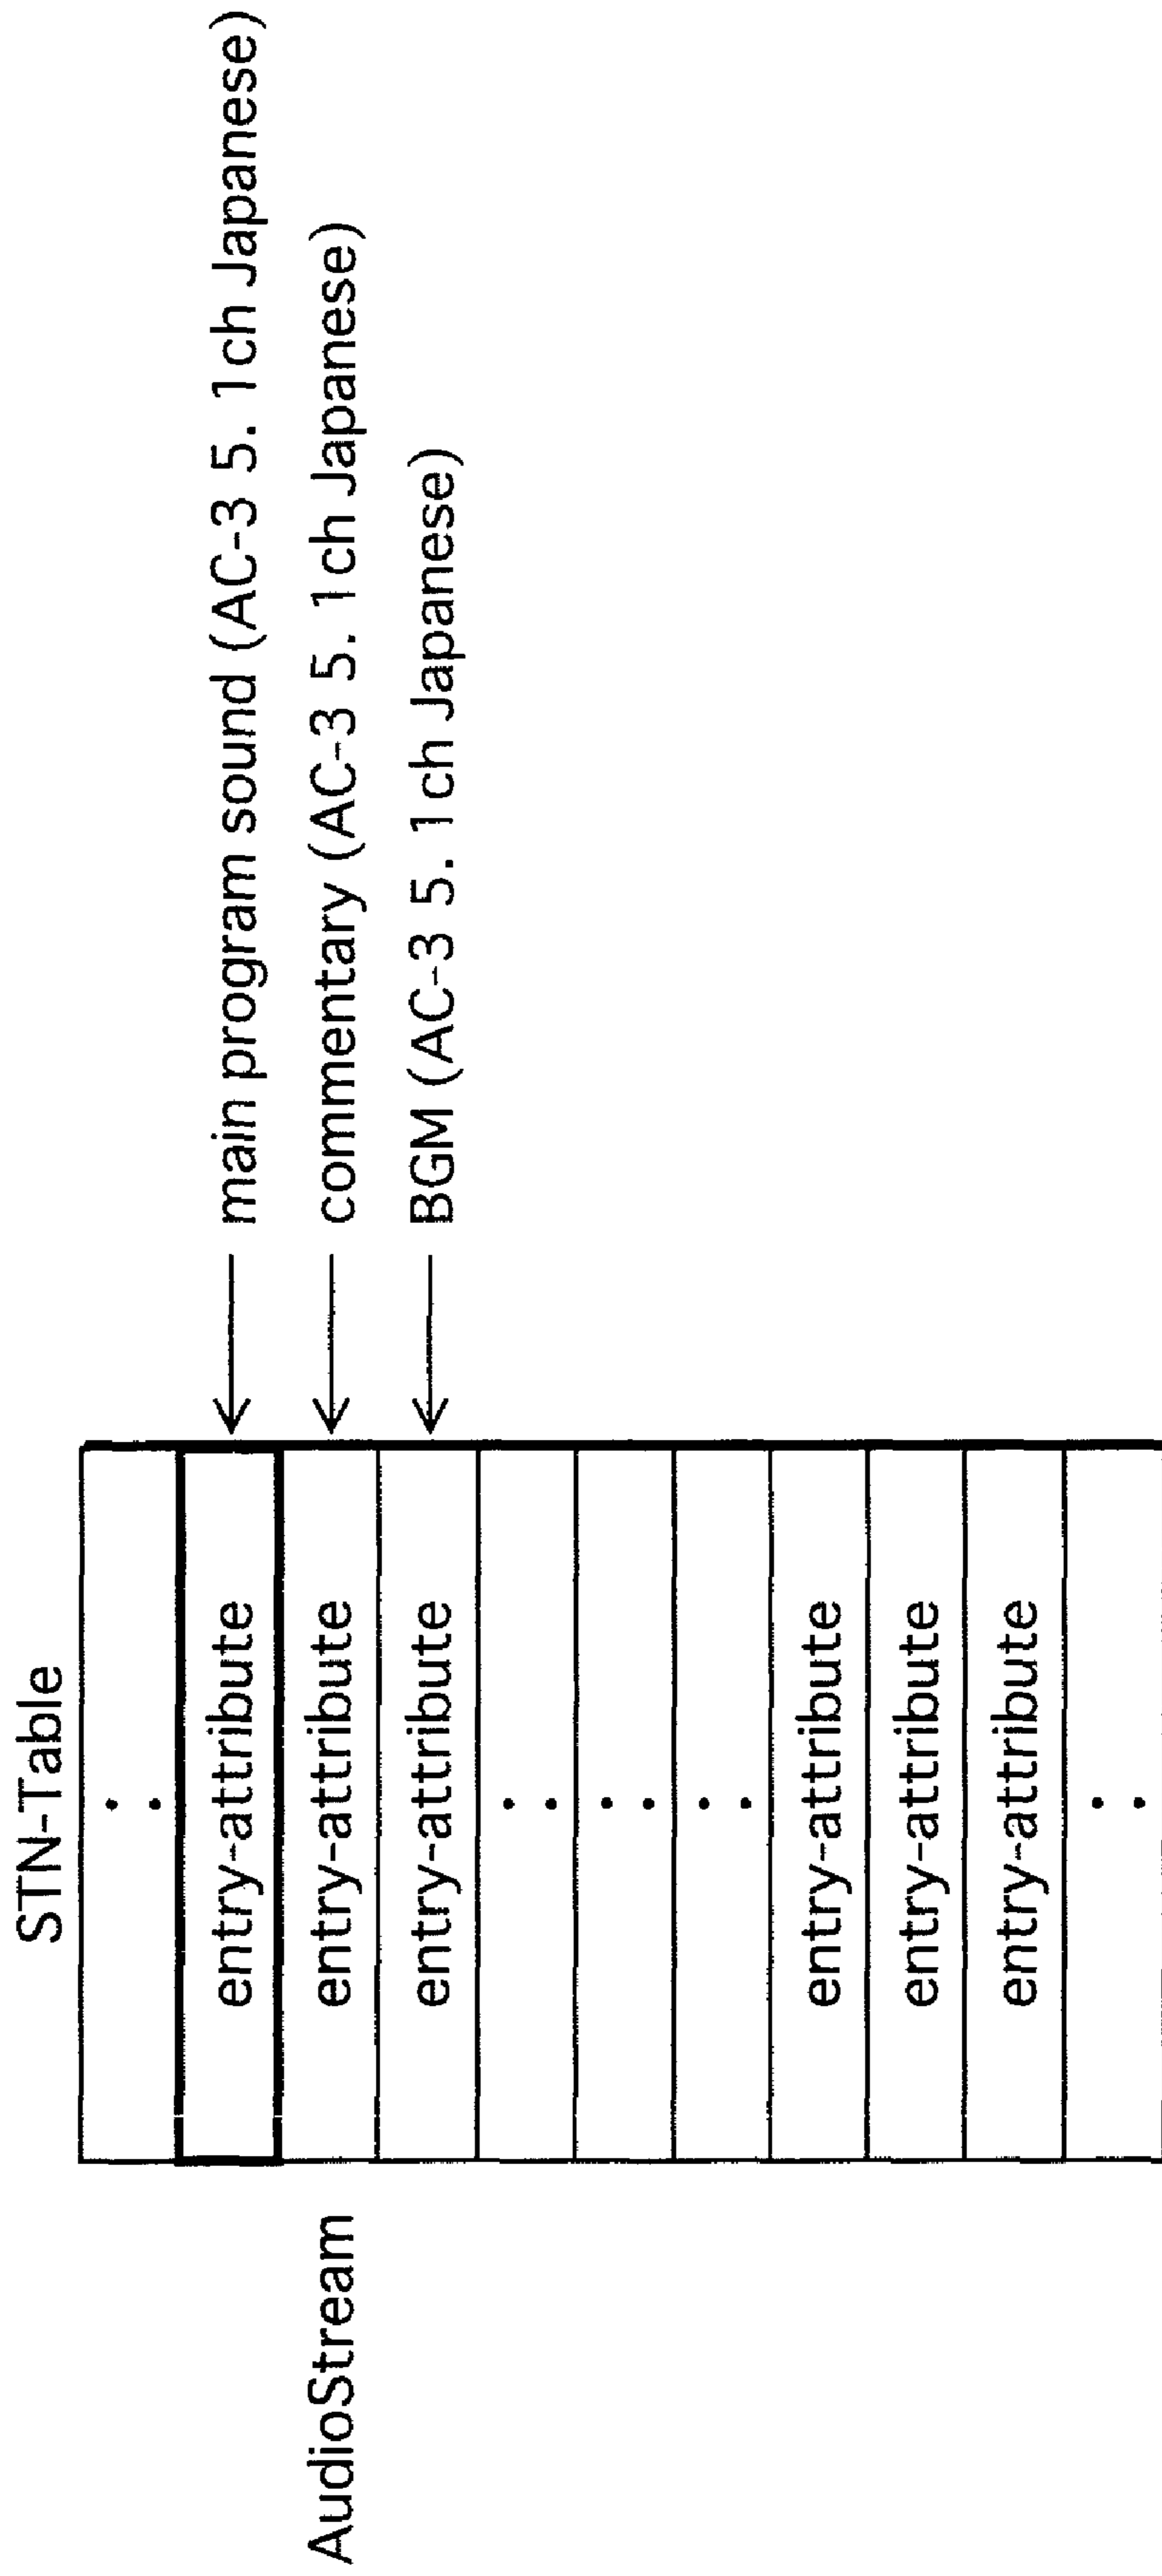 STN-Table
entry-attribute
main program sound (AC-3 5. 1ch Japanese)
AudioStream
entry-attribute
commentary (AC-3 5. 1ch Japanese)
entry-attribute
BGM (AC-3 5. 1ch Japanese)
entry-attribute
entry-attribute
entry-attribute